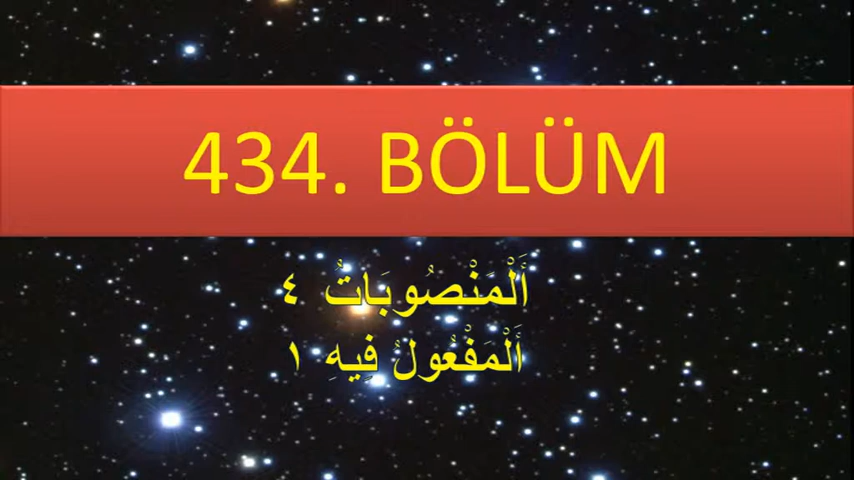 434. BÖLÜM
أَلْمَنْصُوبَاتُ ٤
أَلْمَفْعُولُ فِيهِ ١